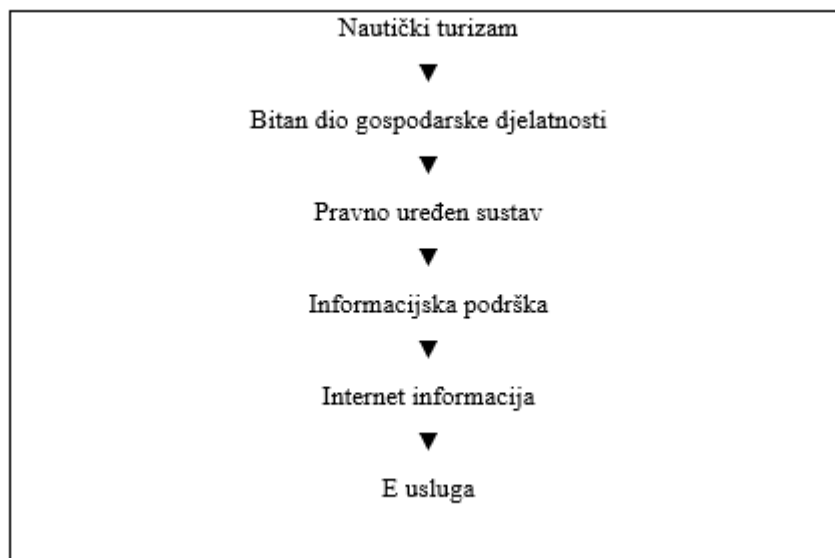 Nautički turizam
▼
Bitan dio gospodarske djelatnosti
▼
Pravno uređen sustav
▼
Informacijska podrška
▼
Internet informacija
▼
E usluga